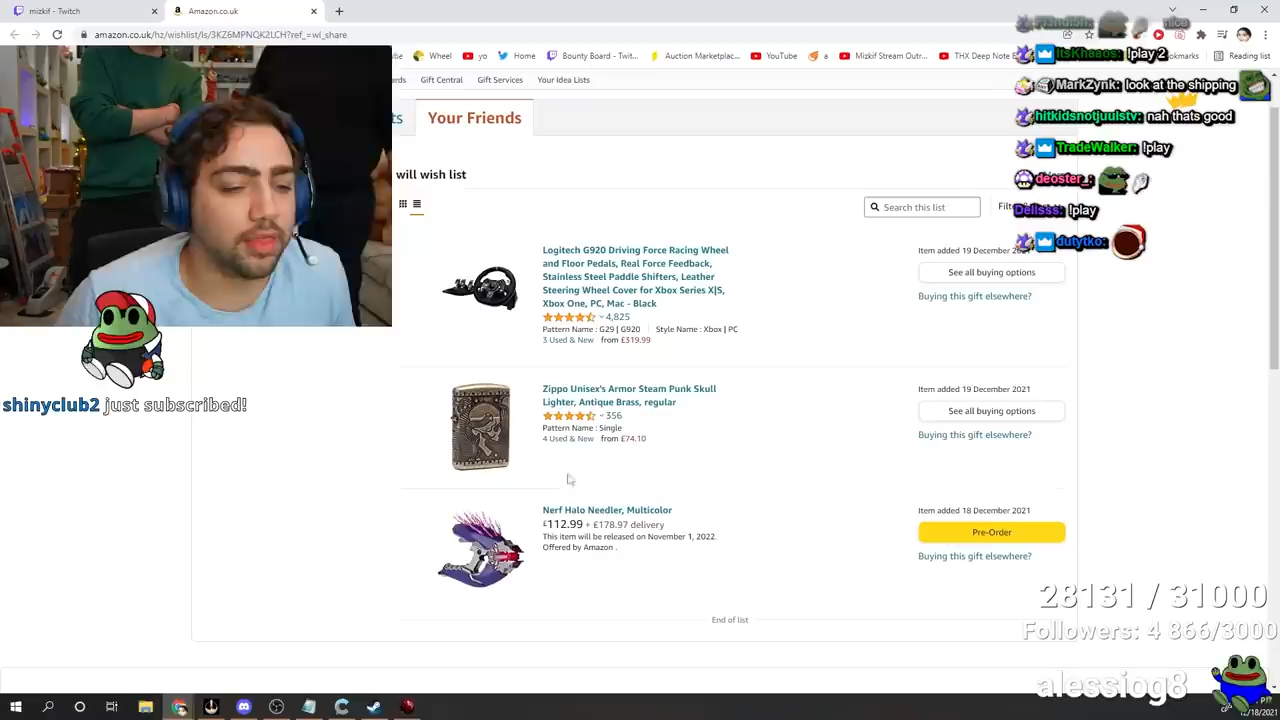 mizkif - Twitch
Amazon.co.uk
amazon.co.uk/hz/wishlist/ls/3KZ6MPNQK2LCH?ref_=wl_share
Wheel
yo
Home
Bounty Board - Twit...
Auction Marketplac...
YouTube
a
Mizkif Stream Outr...
THX Deep Note
Reading list
Gift Central
Gift Services
Your Idea Lists
Your Friends
will wish list
Search this list
Logitech G920 Driving Force Racing Wheel
and Floor Pedals, Real Force Feedback,
Stainless Steel Paddle Shifters, Leather
Steering Wheel Cover for Xbox Series X|S,
Xbox One, PC, Mac - Black
4,825
Pattern Name : G29 | G920 Style Name : Xbox | PC
3 Used & New from £319.99
Item added 19 December
See all buying options
Buying this gift elsewhere?
Zippo Unisex's Armor Steam Punk Skull
Lighter, Antique Brass, regular
356
Pattern Name : Single
4 Used & New from £74.10
Item added 19 December 2021
See all buying options
Buying this gift elsewhere?
Nerf Halo Needler, Multicolor
£112.99 + £178.97 delivery
This item will be released on November 1, 2022.
Offered by Amazon .
Item added 18 December 2021
Pre-Order
Buying this gift elsewhere?
End of list
nice
ItsKhaaos: !play 2
MarkZynk: look at the shipping
hitkidsnotjuulstv: nah thats good
TradeWalker: !play
deoster_:
Dellsss: !play
dutytko:
shinyclub2 just subscribed!
28131 / 31000
Followers: 4 866/3000
alessiog8
12/18/2021